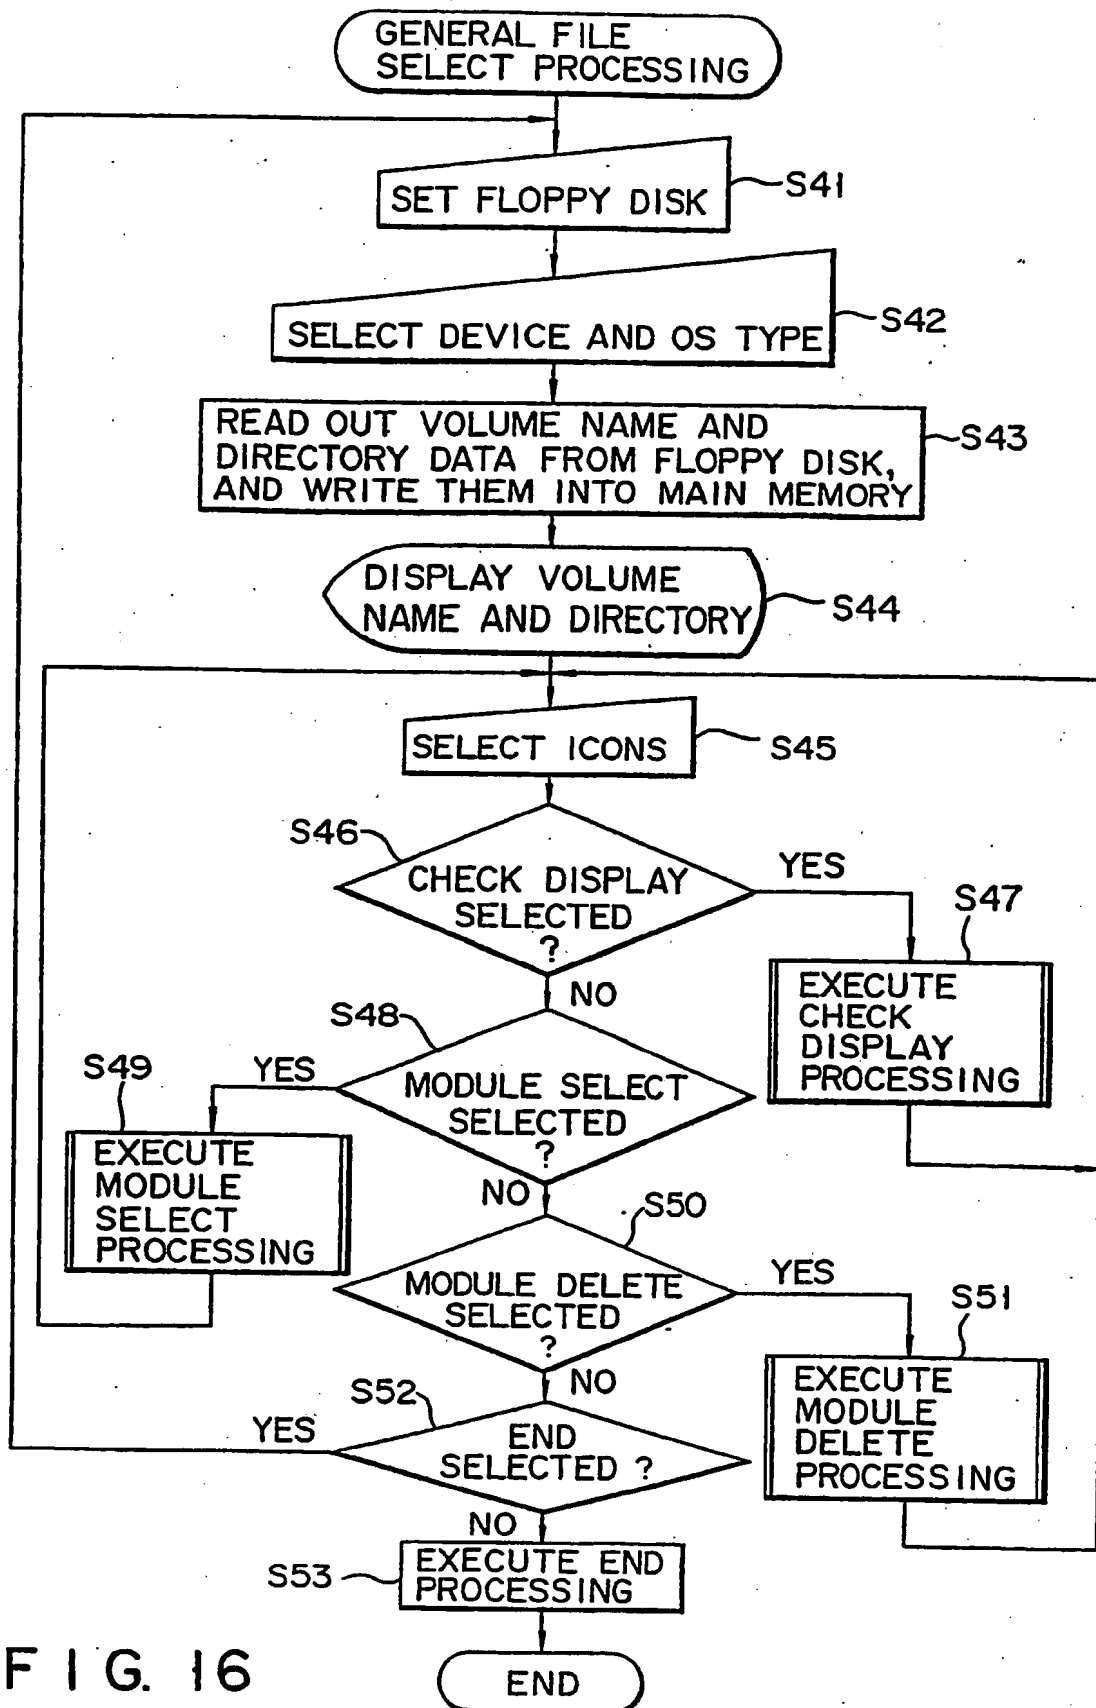 GENERAL FILE
SELECT PROCESSING
SET FLOPPY DISK
S41
SELECT DEVICE AND OS TYPE
S42
READ OUT VOLUME NAME AND
DIRECTORY DATA FROM FLOPPY DISK,
AND WRITE THEM INTO MAIN MEMORY
S43
DISPLAY VOLUME
NAME AND DIRECTORY
S44
SELECT ICONS
S45
S46
CHECK DISPLAY
SELECTED
?
YES
NO
S47
EXECUTE
CHECK
DISPLAY
PROCESSING
S48
MODULE SELECT
SELECTED
?
YES
NO
S49
EXECUTE
MODULE
SELECT
PROCESSING
S50
MODULE DELETE
SELECTED
?
YES
NO
S51
EXECUTE
MODULE
DELETE
PROCESSING
S52
END
SELECTED ?
YES
NO
S53
EXECUTE END
PROCESSING
END
FIG. 16